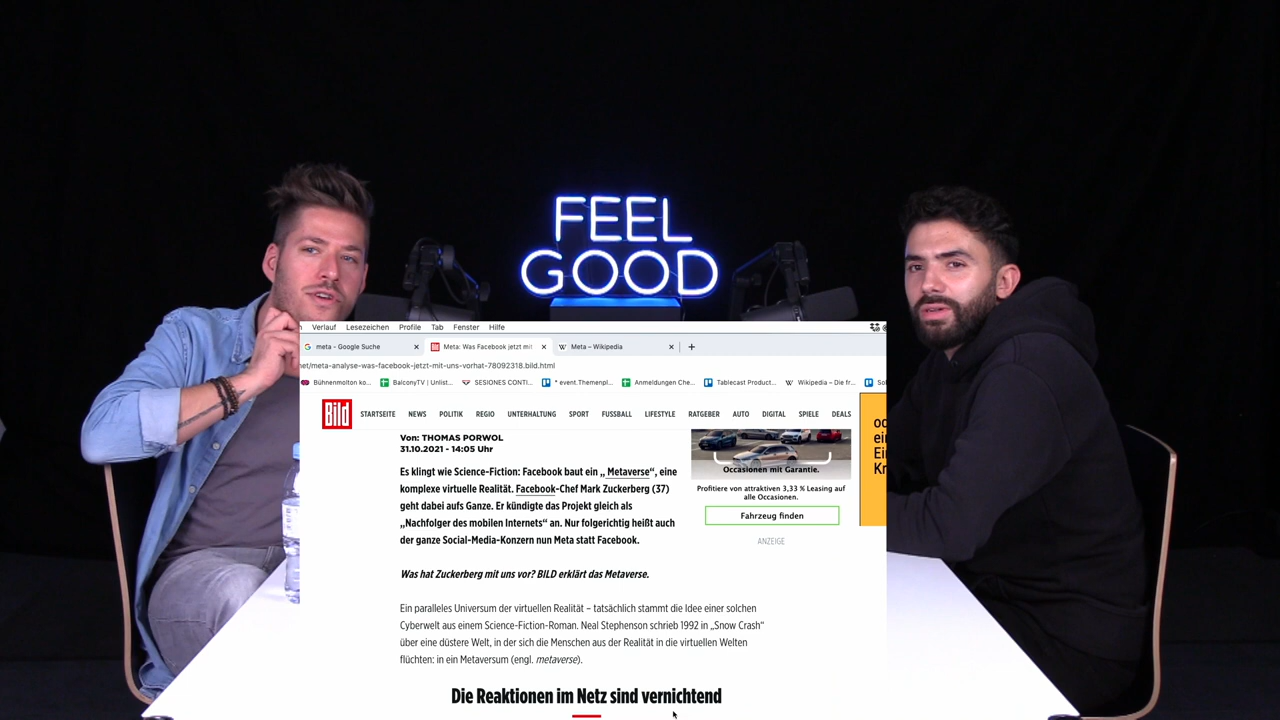 FEEL
GOOD
Verlauf Lesezeichen Profile Tab Fenster Hilfe
meta - Google Suche
Meta: Was Facebook jetzt mit
Meta – Wikipedia
net/meta-analyse-was-facebook-jetzt-mit-uns-vorhat-78092318.bild.html
Bühnenmolton ko... BalconyTV | Unlist... SESIONES CONTI... * event.Themenpl... Anmeldungen Che... Tablecast Product... Wikipedia – Die fr...
Bild
STARTSEITE NEWS POLITIK REGIO UNTERHALTUNG SPORT FUSSBALL LIFESTYLE RATGEBER AUTO DIGITAL SPIELE DEALS
Von: THOMAS PORWOL
31.10.2021 - 14:05 Uhr
Es klingt wie Science-Fiction: Facebook baut ein „ Metaverse“, eine
komplexe virtuelle Realität. Facebook-Chef Mark Zuckerberg (37)
geht dabei aufs Ganze. Er kündigte das Projekt gleich als
„Nachfolger des mobilen Internets“ an. Nur folgerichtig heißt auch
der ganze Social-Media-Konzern nun Meta statt Facebook.
Was hat Zuckerberg mit uns vor? BILD erklärt das Metaverse.
Ein paralleles Universum der virtuellen Realität – tatsächlich stammt die Idee einer solchen
Cyberwelt aus einem Science-Fiction-Roman. Neal Stephenson schrieb 1992 in „Snow Crash“
über eine düstere Welt, in der sich die Menschen aus der Realität in die virtuellen Welten
flüchten: in ein Metaversum (engl. metaverse).
Die Reaktionen im Netz sind vernichtend
Occasionen mit Garantie.
Profitiere von attraktiven 3,33 % Leasing auf
alle Occasionen.
Fahrzeug finden
ANZEIGE